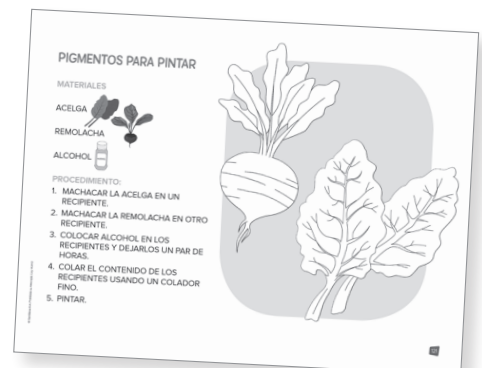 PIGMENTOS PARA PINTAR
MATERIALES
ACELGA
REMOLACHA
ALCOHOL
PROCEDIMIENTO:
1. MACHACAR LA ACELGA EN UN
RECIPIENTE.
2. MACHACAR LA REMOLACHA EN OTRO
RECIPIENTE.
3. COLOCAR ALCOHOL EN LOS
RECIPIENTES Y DEJARLOS UN PAR DE
HORAS.
4. COLAR EL CONTENIDO DE LOS
RECIPIENTES USANDO UN COLADOR
FINO.
5. PINTAR.